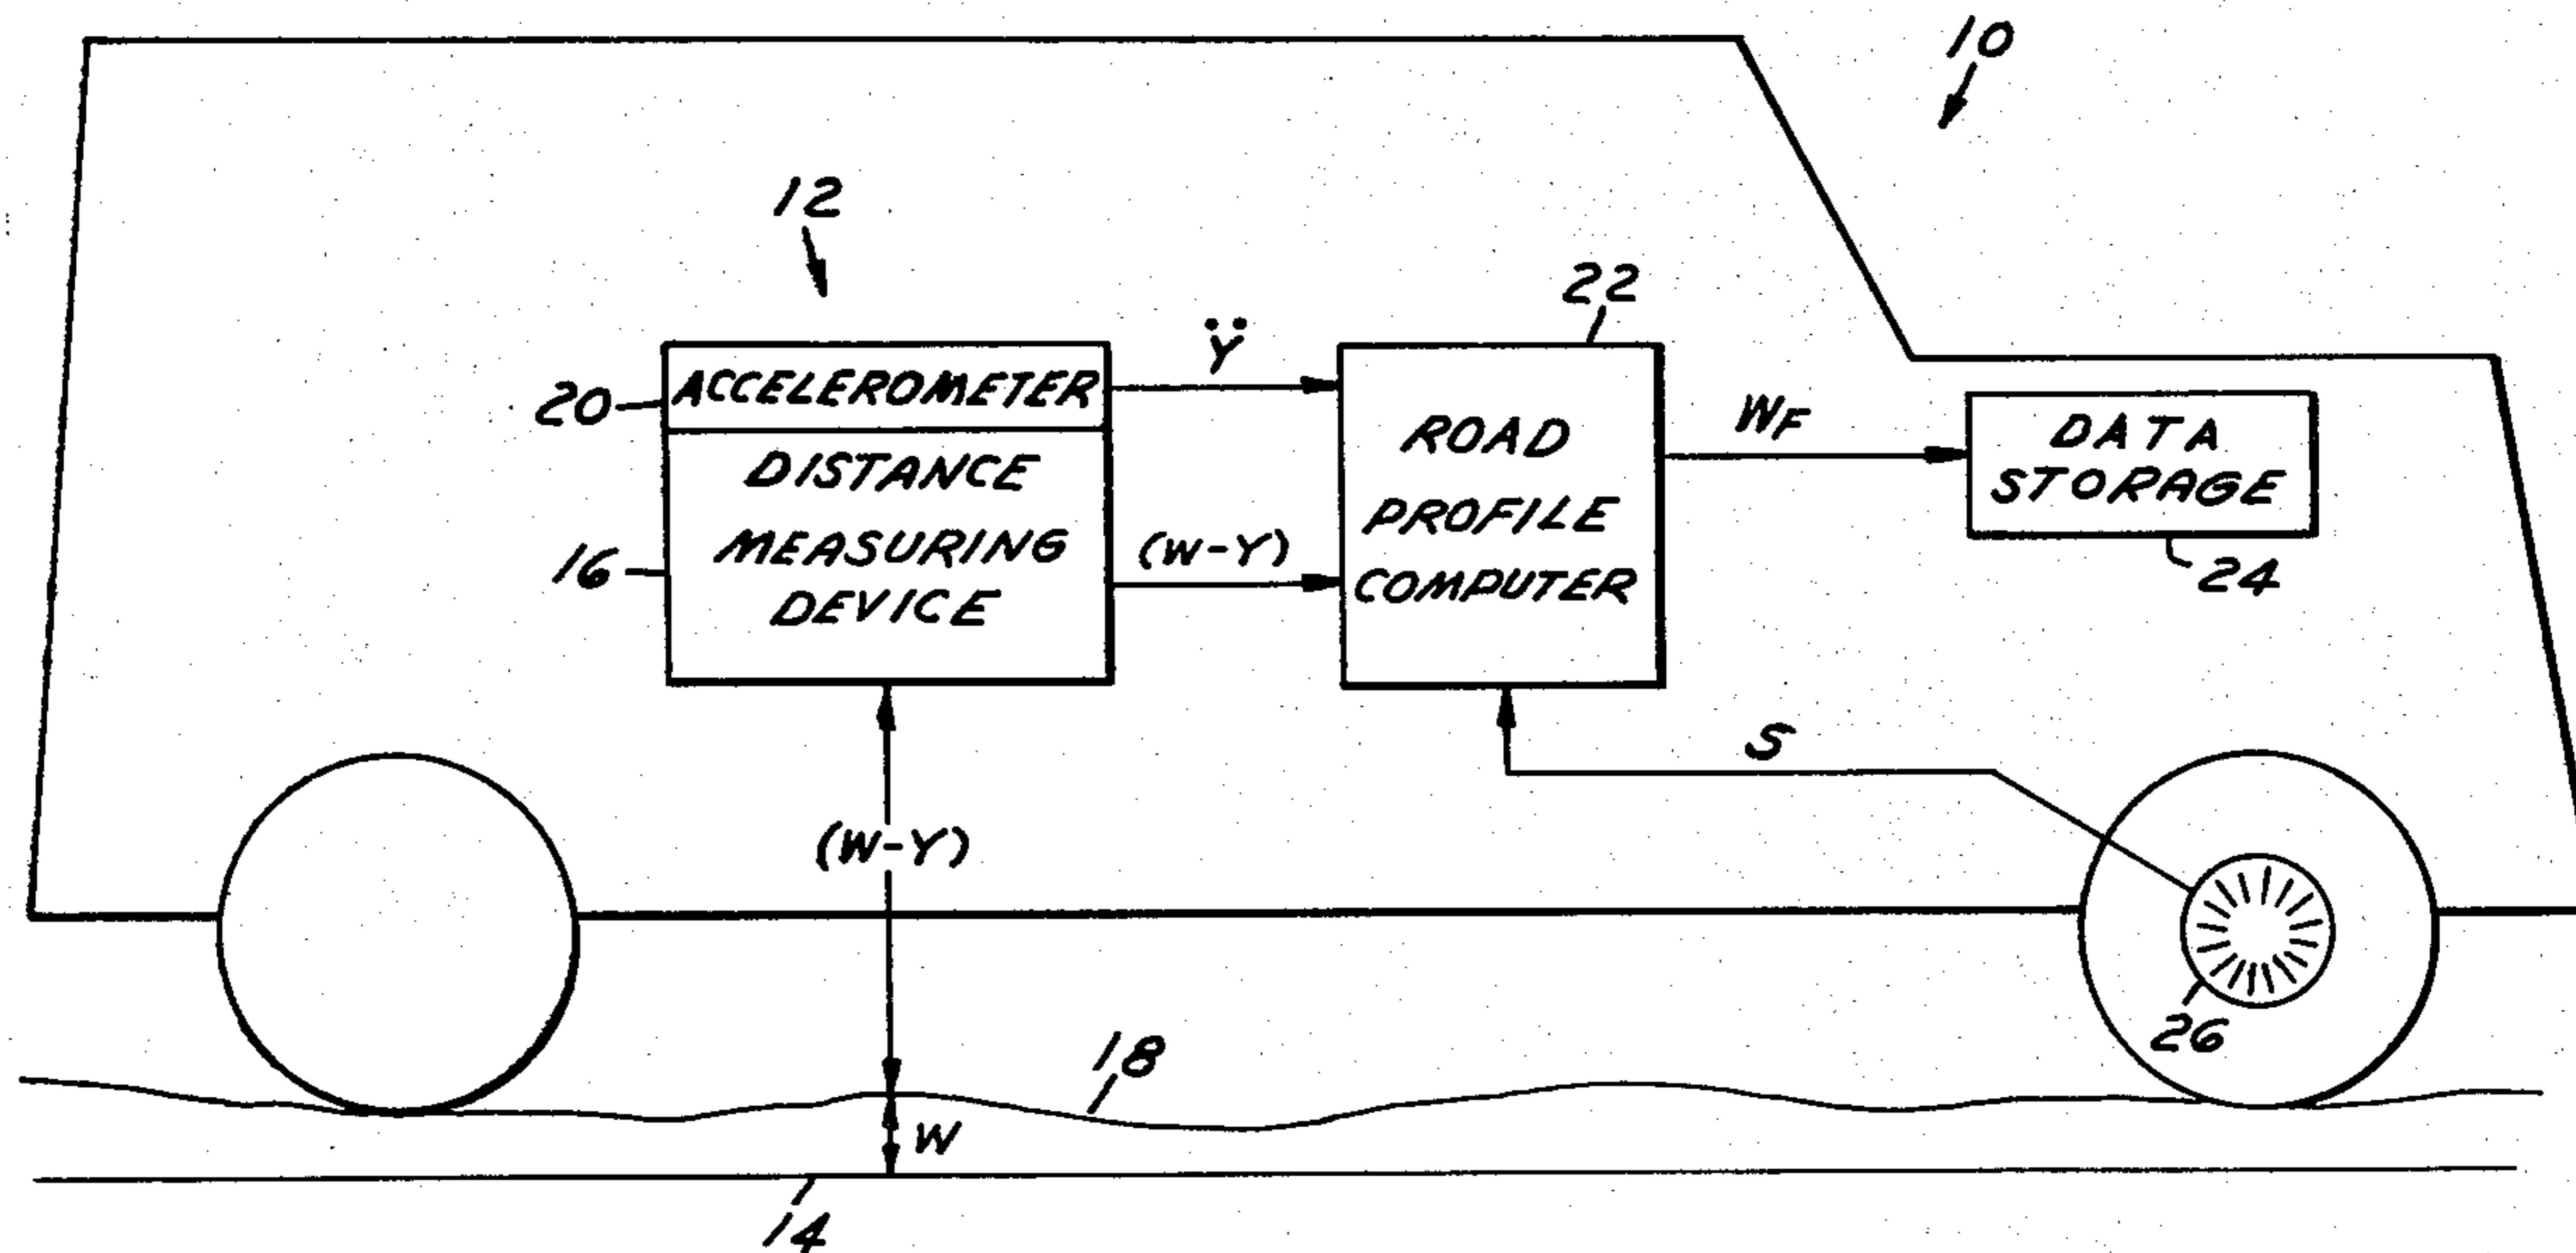 10
12
22
Ÿ
20
ACCELEROMETER
WF
DATA
STORAGE
24
ROAD
PROFILE
COMPUTER
DISTANCE
MEASURING
DEVICE
16
(W-Y)
S
(W-Y)
26
18
W
14